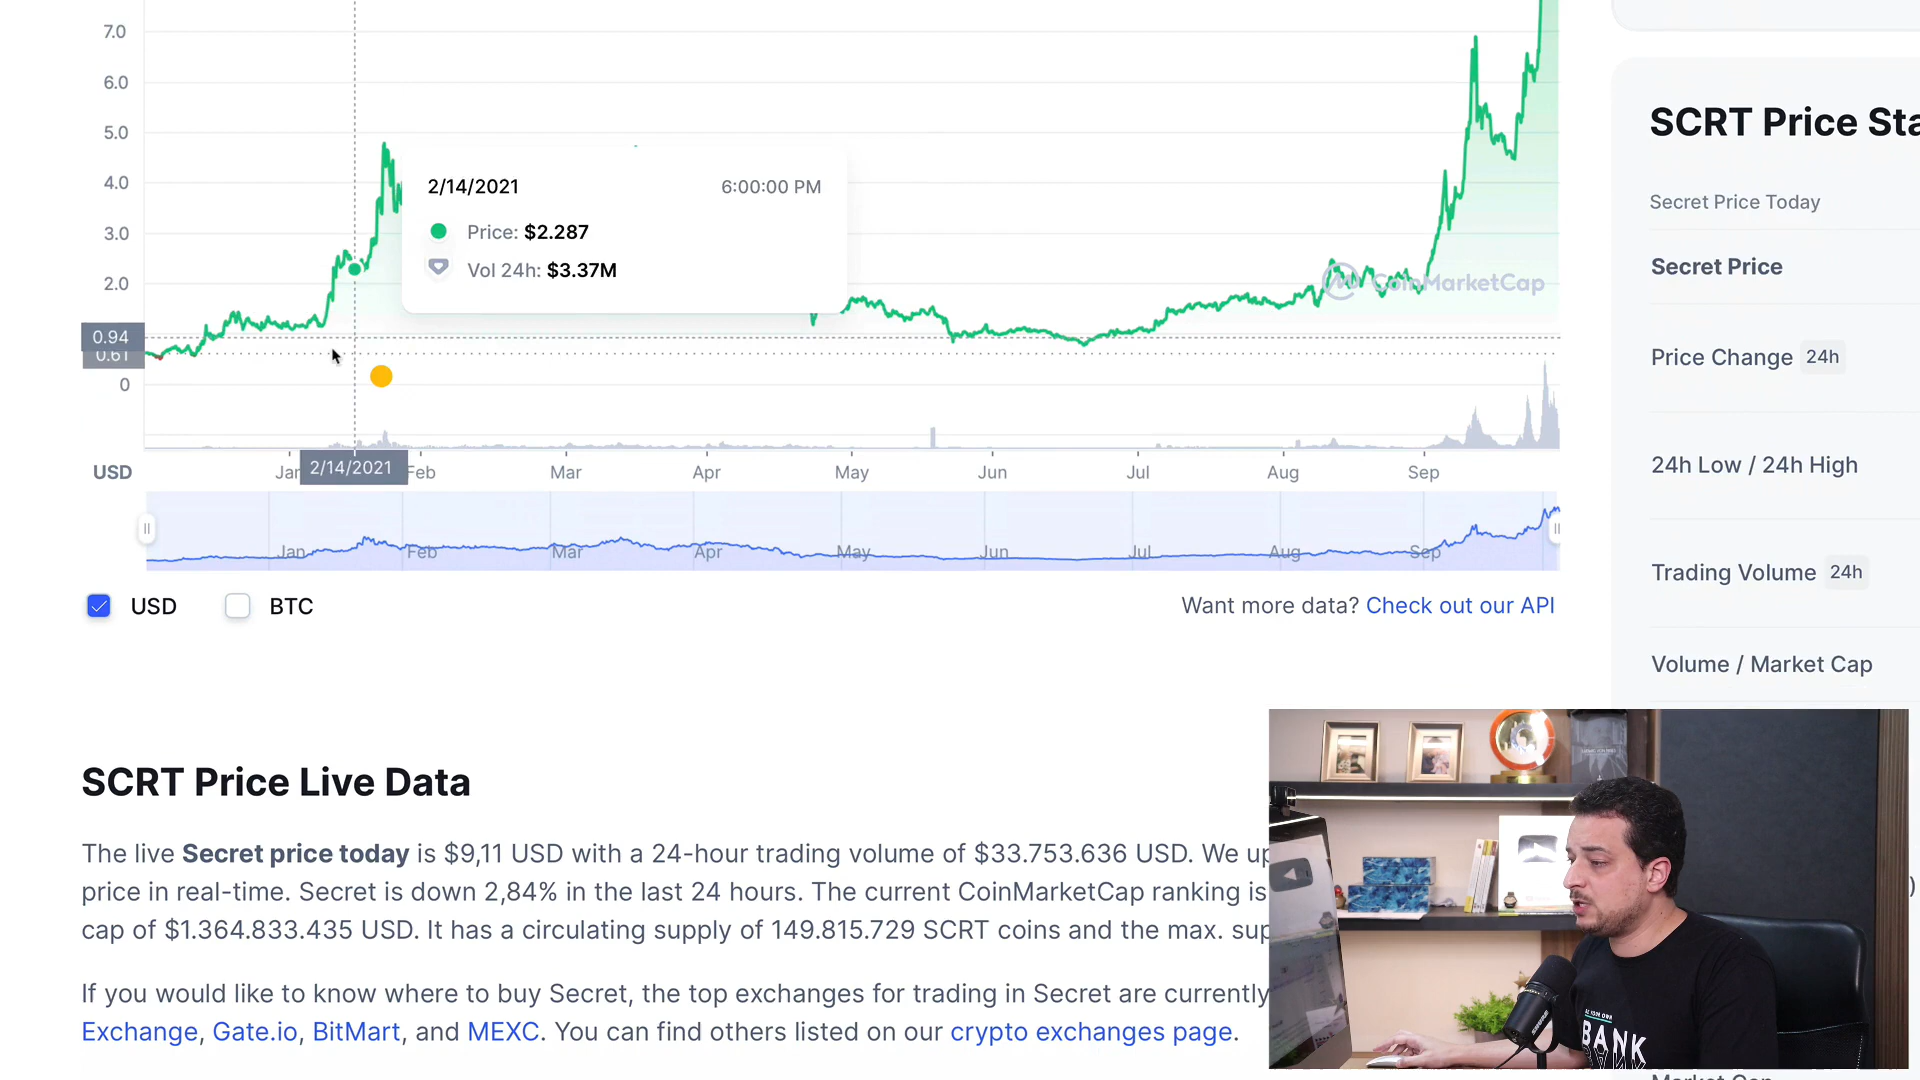 7.0
6.0
5.0
4.0
3.0
2.0
0.94
0.61
0
2/14/2021 6:00:00 PM
Price: $2.287
Vol 24h: $3.37M
CoinMarketCap
USD Jan 2/14/2021 Feb Mar Apr May Jun Jul Aug Sep
Jan Feb Mar Apr May Jun Jul Aug Sep
USD BTC
Want more data? Check out our API
SCRT Price Live Data
The live Secret price today is $9,11 USD with a 24-hour trading volume of $33.753.636 USD. We up
price in real-time. Secret is down 2,84% in the last 24 hours. The current CoinMarketCap ranking is
cap of $1.364.833.435 USD. It has a circulating supply of 149.815.729 SCRT coins and the max. sup
If you would like to know where to buy Secret, the top exchanges for trading in Secret are currently
Exchange, Gate.io, BitMart, and MEXC. You can find others listed on our crypto exchanges page.
SCRT Price Sta
Secret Price Today
Secret Price
Price Change 24h
24h Low / 24h High
Trading Volume 24h
Volume / Market Cap
)
BE YOUR OWN
BANK
Market Cap